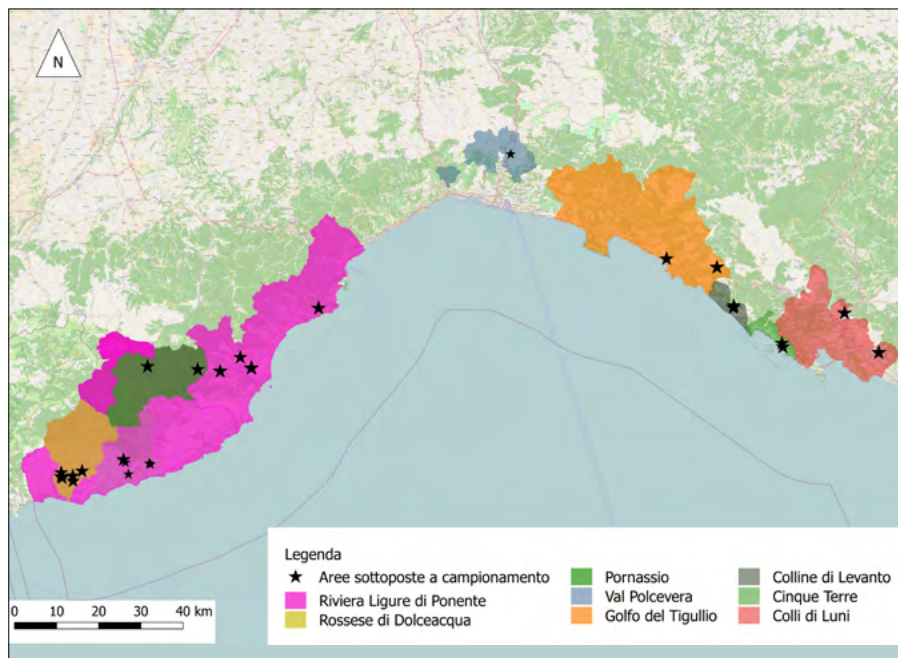 N
Legenda
Aree sottoposte a campionamento
Riviera Ligure di Ponente
Rossese di Dolceacqua
Pornassio
Val Polcevera
Golfo del Tigullio
Colline di Levanto
Cinque Terre
Colli di Luni
0 10 20 30 40 km